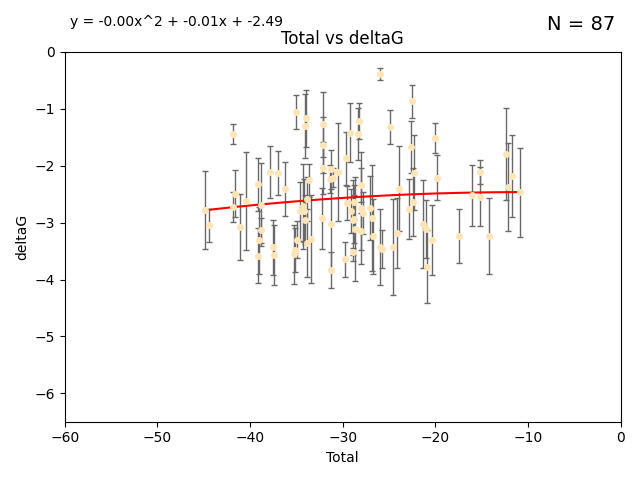 y = -0.00x^2 + -0.01x + -2.49
N = 87
Total vs deltaG
0
−1
−2
−3
−4
−5
−6
deltaG
−60 −50 −40 −30 −20 −10 0
Total